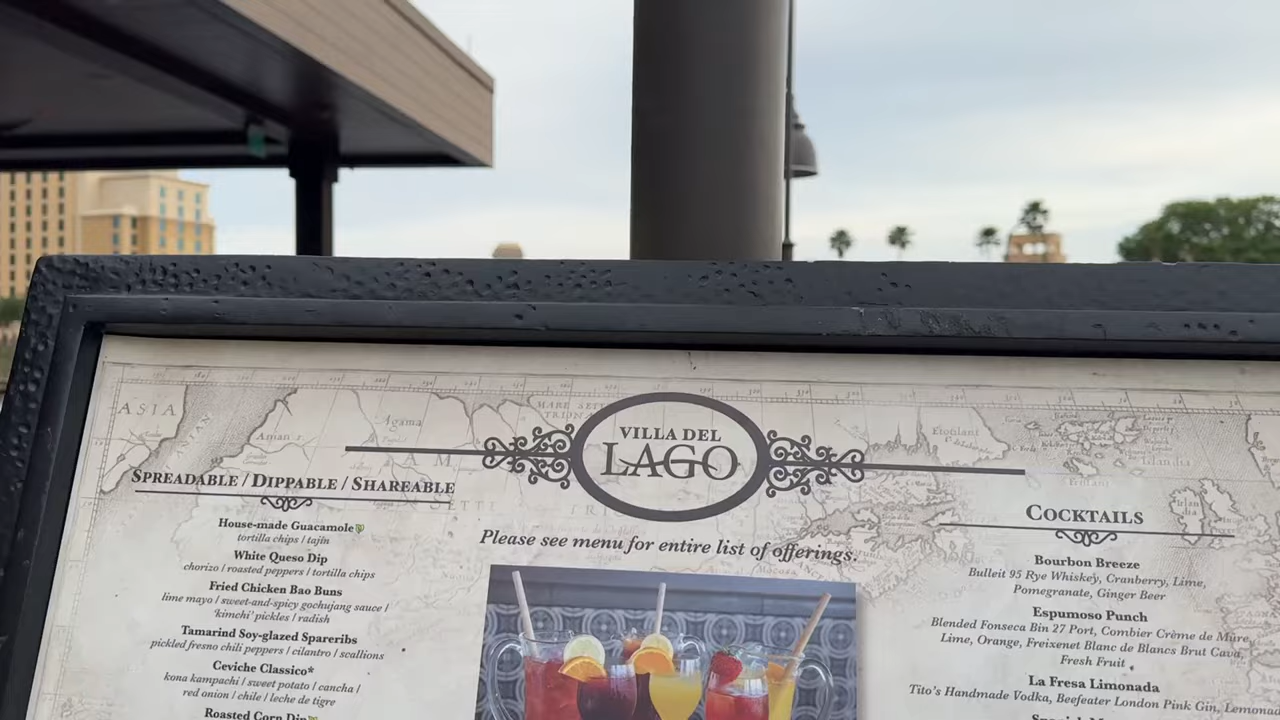 VILLA DEL
LAGO
SPREADABLE / DIPPABLE / SHAREABLE
House-made Guacamole
tortilla chips / tajín
White Queso Dip
chorizo / roasted peppers / tortilla chips
Fried Chicken Bao Buns
lime mayo / sweet-and-spicy gochujang sauce /
'kimchi' pickles / radish
Tamarind Soy-glazed Spareribs
pickled fresno chili peppers / cilantro / scallions
Ceviche Classico*
kona kampachi / sweet potato / cancha /
red onion / chile / leche de tigre
Roasted Corn Dip
Please see menu for entire list of offerings.
COCKTAILS
Bourbon Breeze
Bulleit 95 Rye Whiskey, Cranberry, Lime,
Pomegranate, Ginger Beer
Espumoso Punch
Blended Fonseca Bin 27 Port, Combier Crème de Mûre,
Lime, Orange, Freixenet Blanc de Blancs Brut Cava,
Fresh Fruit
La Fresa Limonada
Tito's Handmade Vodka, Beefeater London Pink Gin, Lemonad
ASIA
Agama